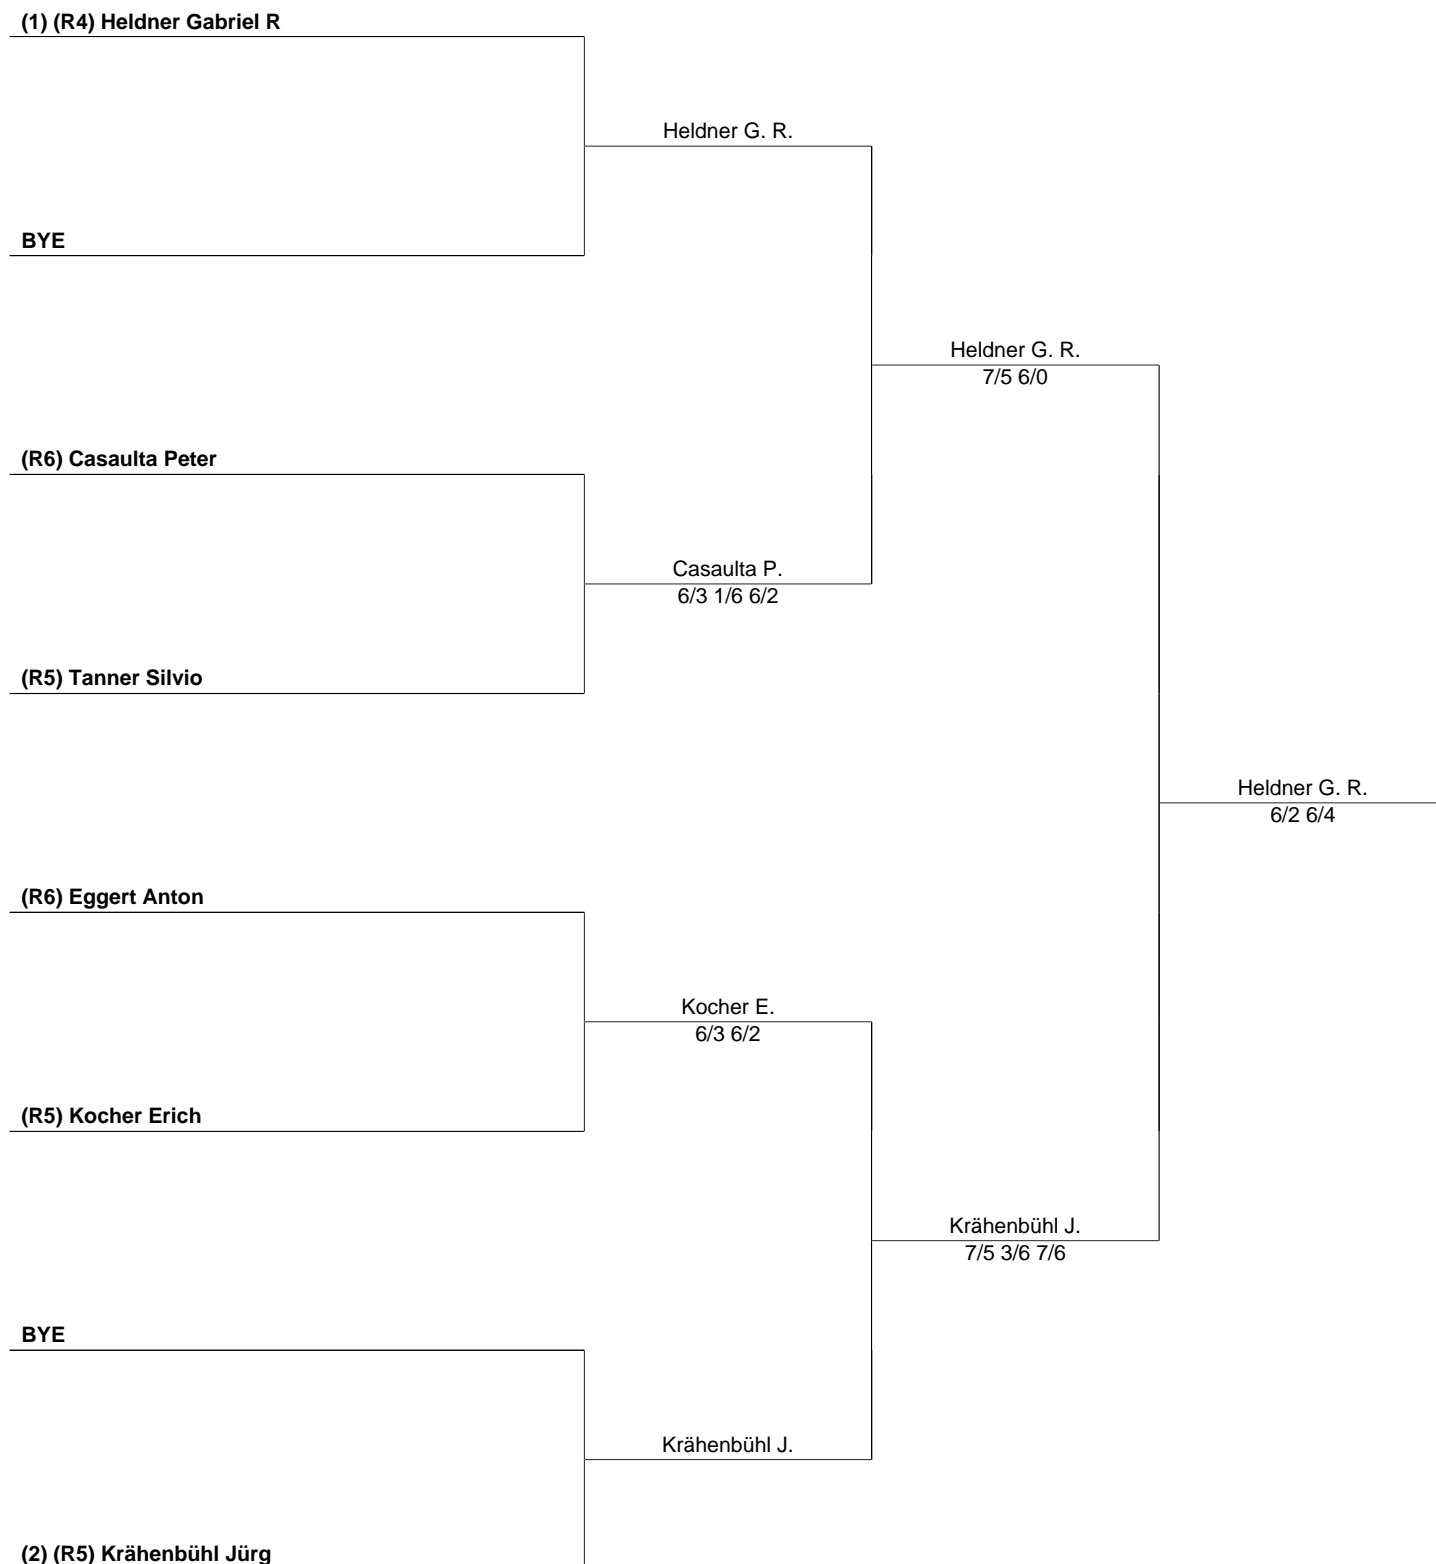 (1) (R4) Heldner Gabriel R
Heldner G. R.
BYE
Heldner G. R.
7/5 6/0
(R6) Casaulta Peter
Casaulta P.
6/3 1/6 6/2
(R5) Tanner Silvio
Heldner G. R.
6/2 6/4
(R6) Eggert Anton
Kocher E.
6/3 6/2
(R5) Kocher Erich
Krähenbühl J.
7/5 3/6 7/6
BYE
Krähenbühl J.
(2) (R5) Krähenbühl Jürg